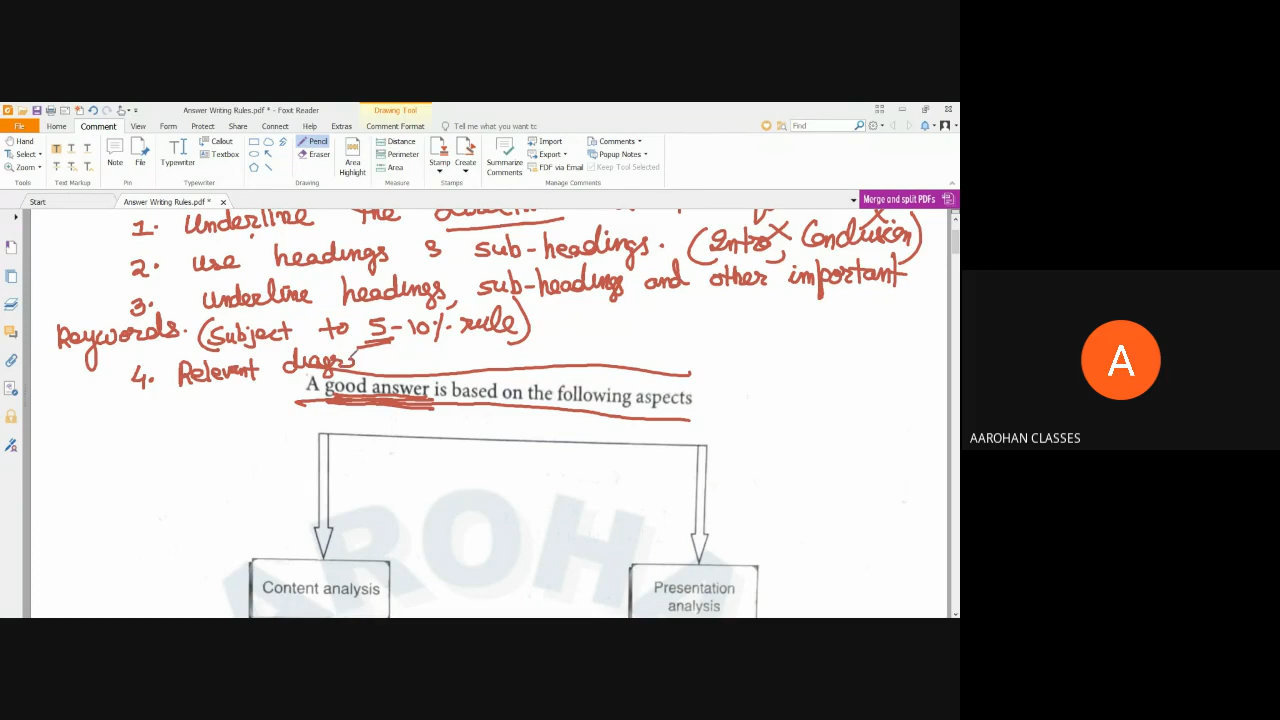 Answer Writing Rules.pdf * - Foxit Reader
Drawing Tool
File Home Comment View Form Protect Share Connect Help Extras Comment Format Tell me what you want tc Find
Hand Select Zoom Tools
Text Markup
Note File Pin
Typewriter Callout Textbox Typewriter
Pencil Eraser Drawing
Area Highlight
Distance Perimeter Area Measure
Stamp Create Stamps
Summarize Comments Import Export FDF via Email Comments Popup Notes Keep Tool Selected Manage Comments
Start Answer Writing Rules.pdf * Merge and split PDFs
1. Underline the
2. use headings & sub-headings. (Intro, Conclusion)
3. Underline headings, sub-headings and other important
Keywords. (Subject to 5-10% rule)
4. Relevent diagr
A good answer is based on the following aspects
Content analysis
Presentation analysis
AROHA
A
AAROHAN CLASSES